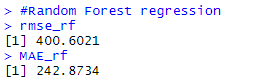 > #Random Forest regression
> rmse_rf
[1] 400.6021
> MAE_rf
[1] 242.8734